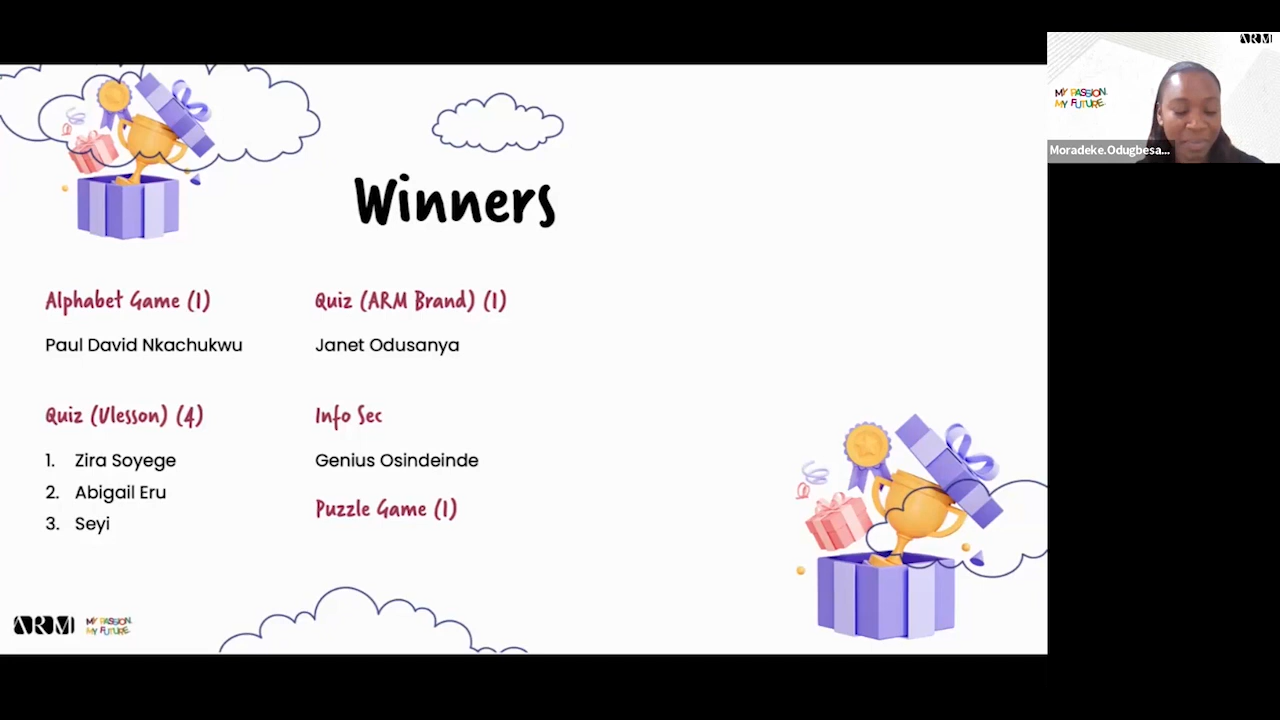 Winners
Alphabet Game (1)
Paul David Nkachukwu
Quiz (Ulesson) (4)
1. Zira Soyege
2. Abigail Eru
3. Seyi
Quiz (ARM Brand) (1)
Janet Odusanya
Info Sec
Genius Osindeinde
Puzzle Game (1)
ARM
MY PASSION.
MY FUTURE.
ARM
MY PASSION.
MY FUTURE.
Moradeke.Odugbesa...